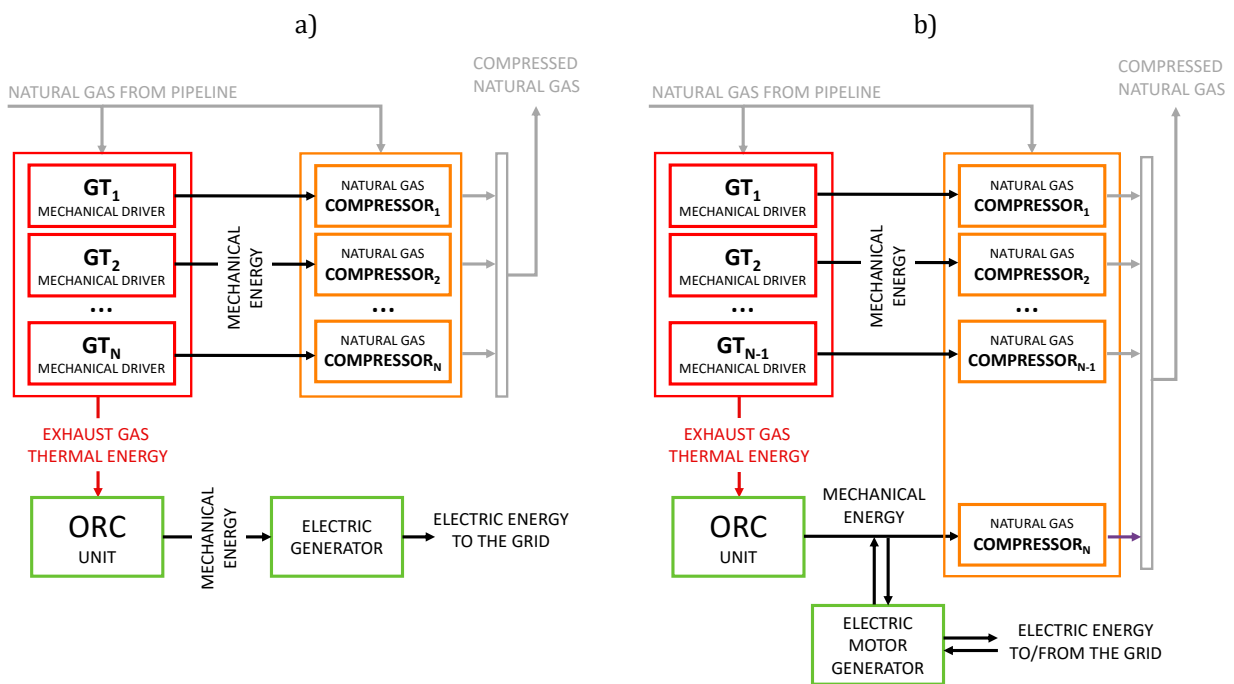 a)
NATURAL GAS FROM PIPELINE
COMPRESSED
NATURAL GAS
GT1
MECHANICAL DRIVER
NATURAL GAS
COMPRESSOR1
GT2
MECHANICAL DRIVER
MECHANICAL
ENERGY
NATURAL GAS
COMPRESSOR2
...
...
GTN
MECHANICAL DRIVER
NATURAL GAS
COMPRESSORN
EXHAUST GAS
THERMAL ENERGY
ORC
UNIT
MECHANICAL
ENERGY
ELECTRIC
GENERATOR
ELECTRIC ENERGY
TO THE GRID
b)
NATURAL GAS FROM PIPELINE
COMPRESSED
NATURAL GAS
GT1
MECHANICAL DRIVER
NATURAL GAS
COMPRESSOR1
GT2
MECHANICAL DRIVER
MECHANICAL
ENERGY
NATURAL GAS
COMPRESSOR2
...
...
GTN-1
MECHANICAL DRIVER
NATURAL GAS
COMPRESSORN-1
EXHAUST GAS
THERMAL ENERGY
ORC
UNIT
MECHANICAL
ENERGY
NATURAL GAS
COMPRESSORN
ELECTRIC
MOTOR
GENERATOR
ELECTRIC ENERGY
TO/FROM THE GRID